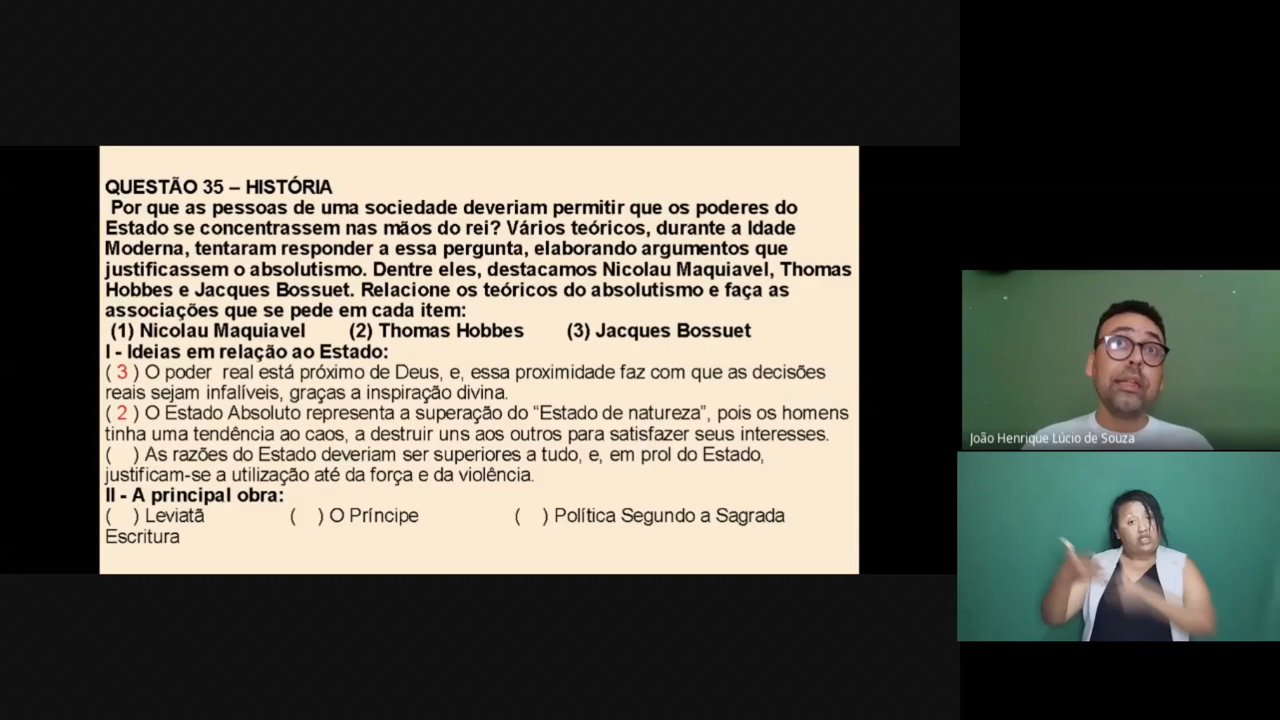 QUESTÃO 35 – HISTÓRIA
Por que as pessoas de uma sociedade deveriam permitir que os poderes do
Estado se concentrassem nas mãos do rei? Vários teóricos, durante a Idade
Moderna, tentaram responder a essa pergunta, elaborando argumentos que
justificassem o absolutismo. Dentre eles, destacamos Nicolau Maquiavel, Thomas
Hobbes e Jacques Bossuet. Relacione os teóricos do absolutismo e faça as
associações que se pede em cada item:
(1) Nicolau Maquiavel (2) Thomas Hobbes (3) Jacques Bossuet
I - Ideias em relação ao Estado:
( 3 ) O poder real está próximo de Deus, e, essa proximidade faz com que as decisões
reais sejam infalíveis, graças a inspiração divina.
( 2 ) O Estado Absoluto representa a superação do “Estado de natureza”, pois os homens
tinha uma tendência ao caos, a destruir uns aos outros para satisfazer seus interesses.
( ) As razões do Estado deveriam ser superiores a tudo, e, em prol do Estado,
justificam-se a utilização até da força e da violência.
II - A principal obra:
( ) Leviatã ( ) O Príncipe ( ) Política Segundo a Sagrada
Escritura
João Henrique Lúcio de Souza